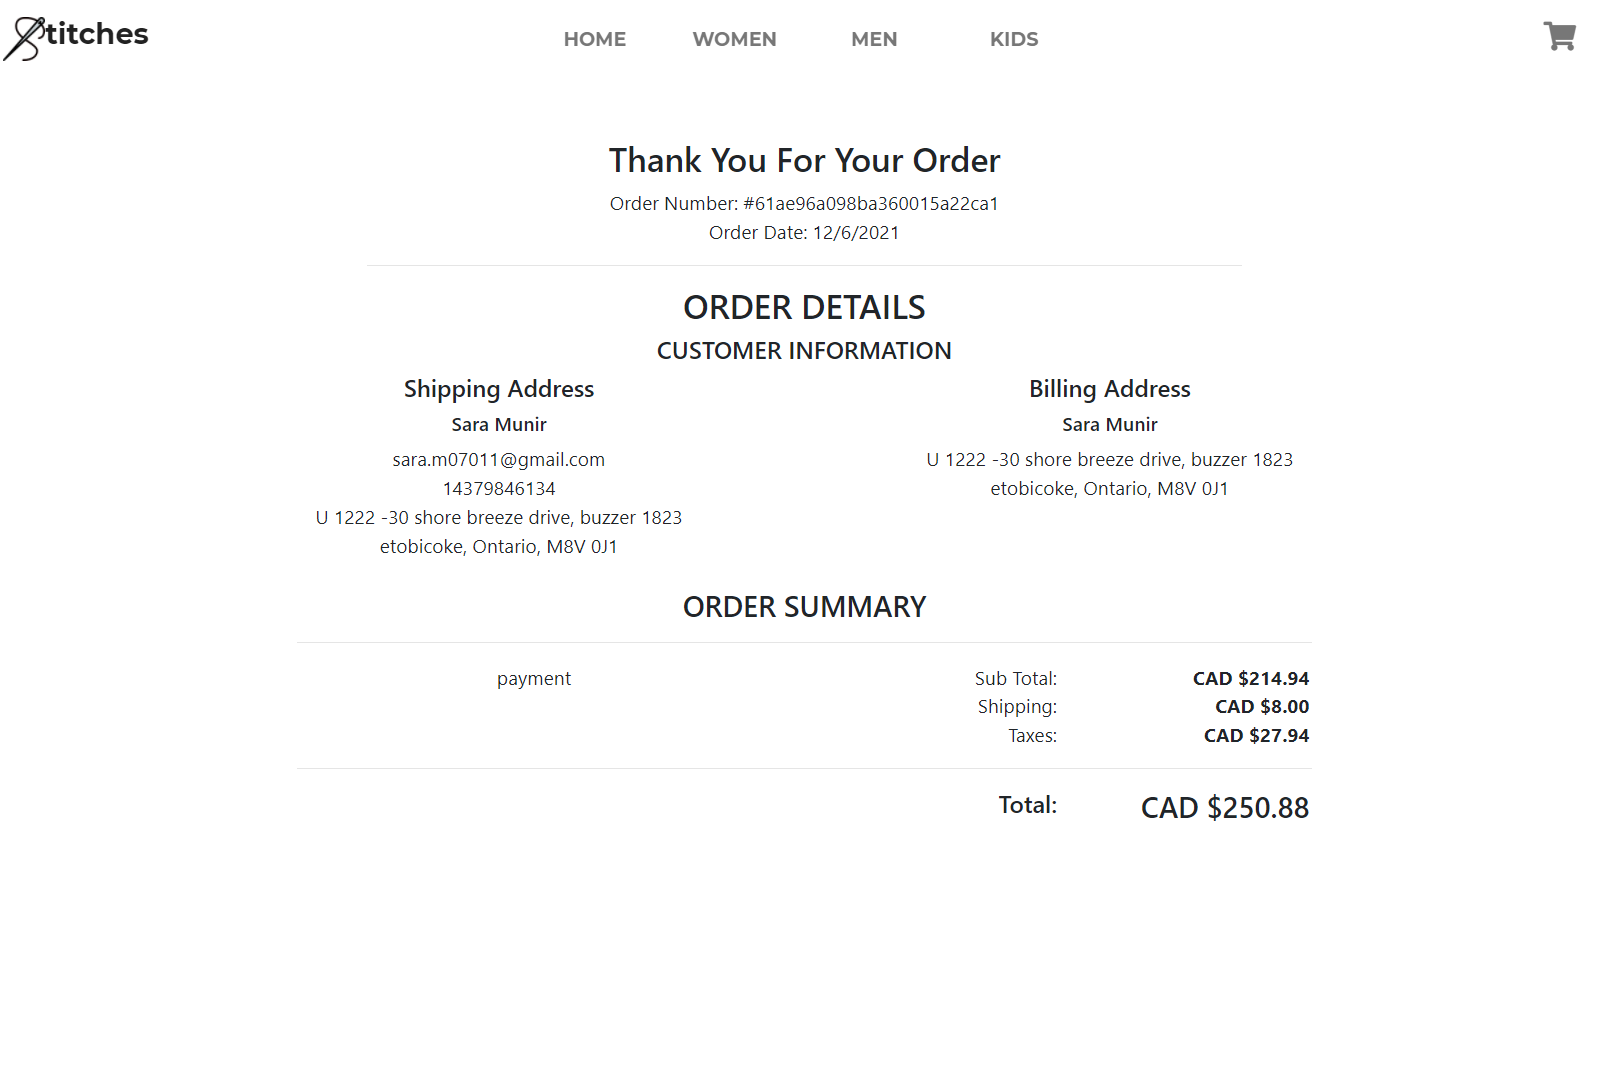 Stitches
HOME WOMEN MEN KIDS
Thank You For Your Order
Order Number: #61ae96a098ba360015a22ca1
Order Date: 12/6/2021
ORDER DETAILS
CUSTOMER INFORMATION
Shipping Address
Sara Munir
sara.m07011@gmail.com
14379846134
U 1222 -30 shore breeze drive, buzzer 1823
etobicoke, Ontario, M8V 0J1
Billing Address
Sara Munir
U 1222 -30 shore breeze drive, buzzer 1823
etobicoke, Ontario, M8V 0J1
ORDER SUMMARY
payment
Sub Total: CAD $214.94
Shipping: CAD $8.00
Taxes: CAD $27.94
Total: CAD $250.88